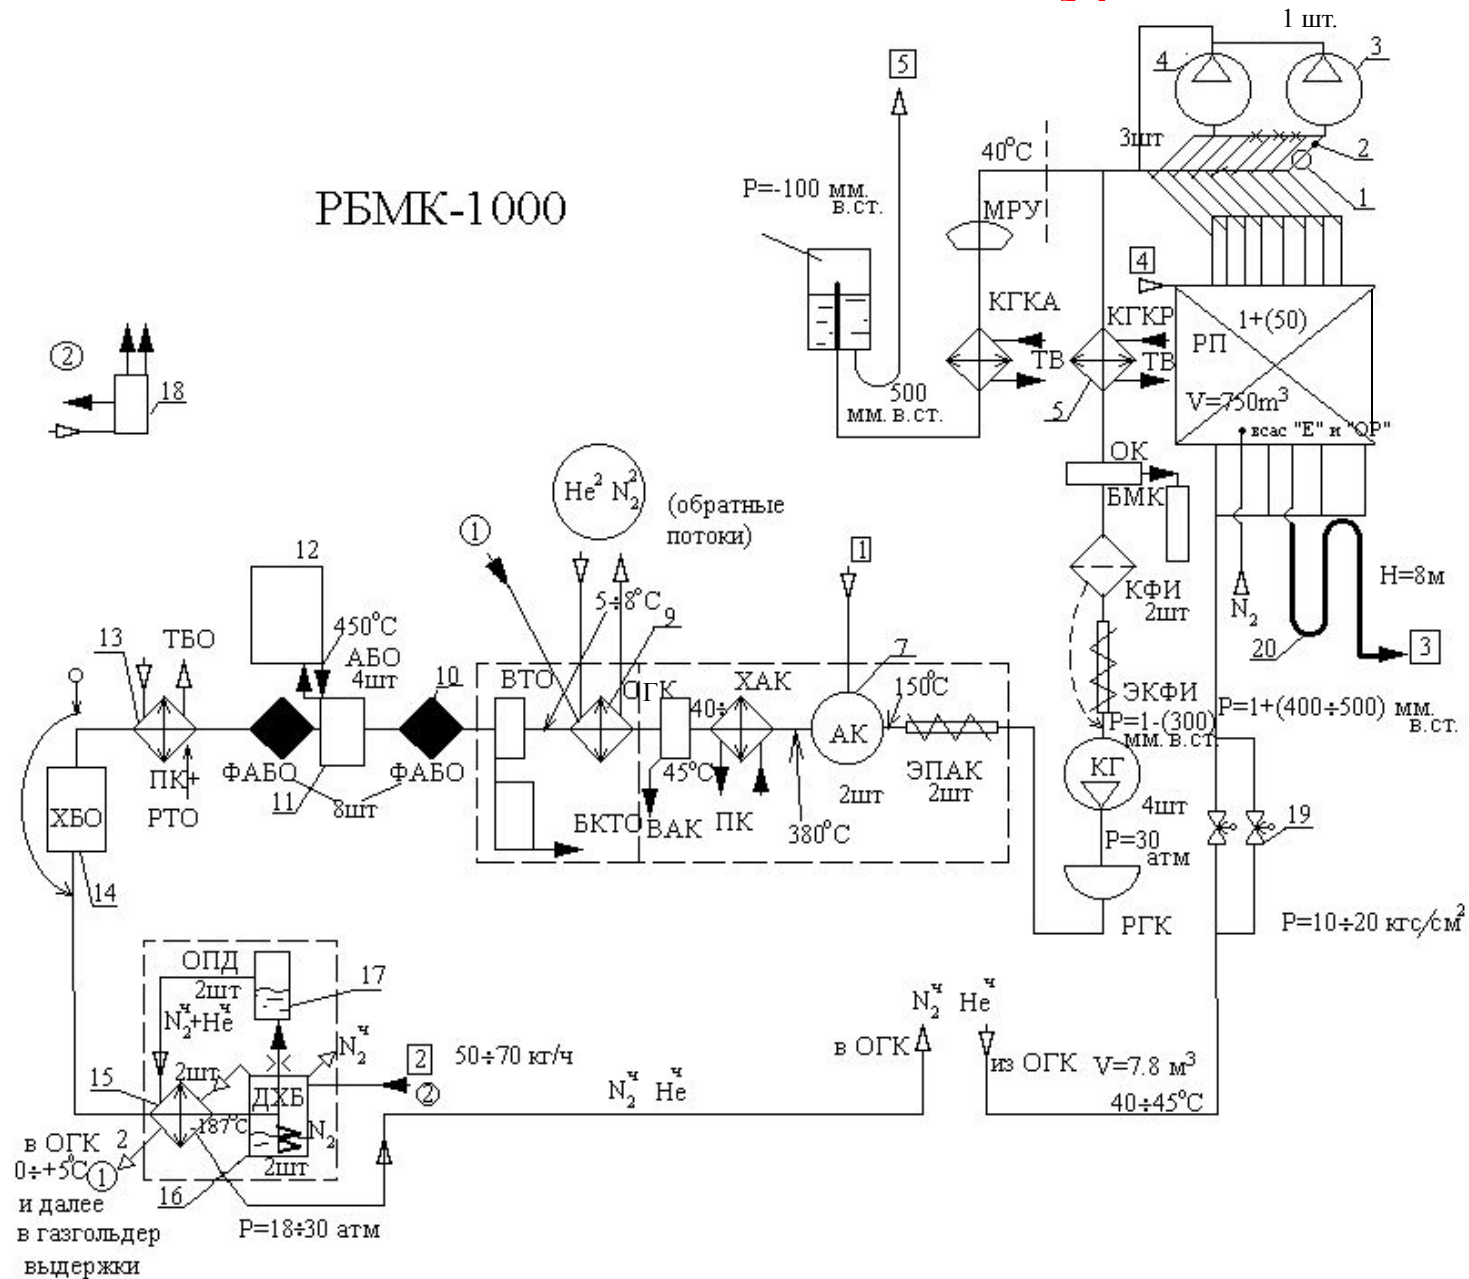 1 шт.
4
3
5
3шт
2
40°C
1
P=-100 мм.
в.ст.
РБМК-1000
МРУ
4
КГКА
КГКР
1+(50)
РП
ТВ
ТВ
V=750m³
500
мм. в.ст.
5
всас "Е" и "ОР"
2
18
ОК
БМК
He² N₂²
(обратные
потоки)
1
12
1
5÷8°C
9
КФИ
2шт
N₂
H=8м
13
ТБО
450°C
АБО
4шт
10
7
20
3
ВТО
ОГК
ХАК
150°C
ЭКФИ
40÷
P=1-(300)
мм. в.ст.
P=1+(400÷500) мм.
в.ст.
АК
КГ
ПК+
РТО
ФАБО
ФАБО
45°C
ЭПАК
2шт
2шт
11
8шт
4шт
19
ХБО
БКТО
ВАК
ПК
380°C
P=30
атм
14
РГК
P=10÷20 кгс/см²
ОПД
2шт
17
N₂ч+Heч
N₂ч
2
50÷70 кг/ч
N₂ч Heч
в ОГК
из ОГК
V=7.8 м³
15
2шт
ДХБ
2
N₂ч Heч
40÷45°C
-187°C
N₂
в ОГК
2
0÷+5°C
1
16
2шт
и далее
в газгольдер
выдержки
P=18÷30 атм